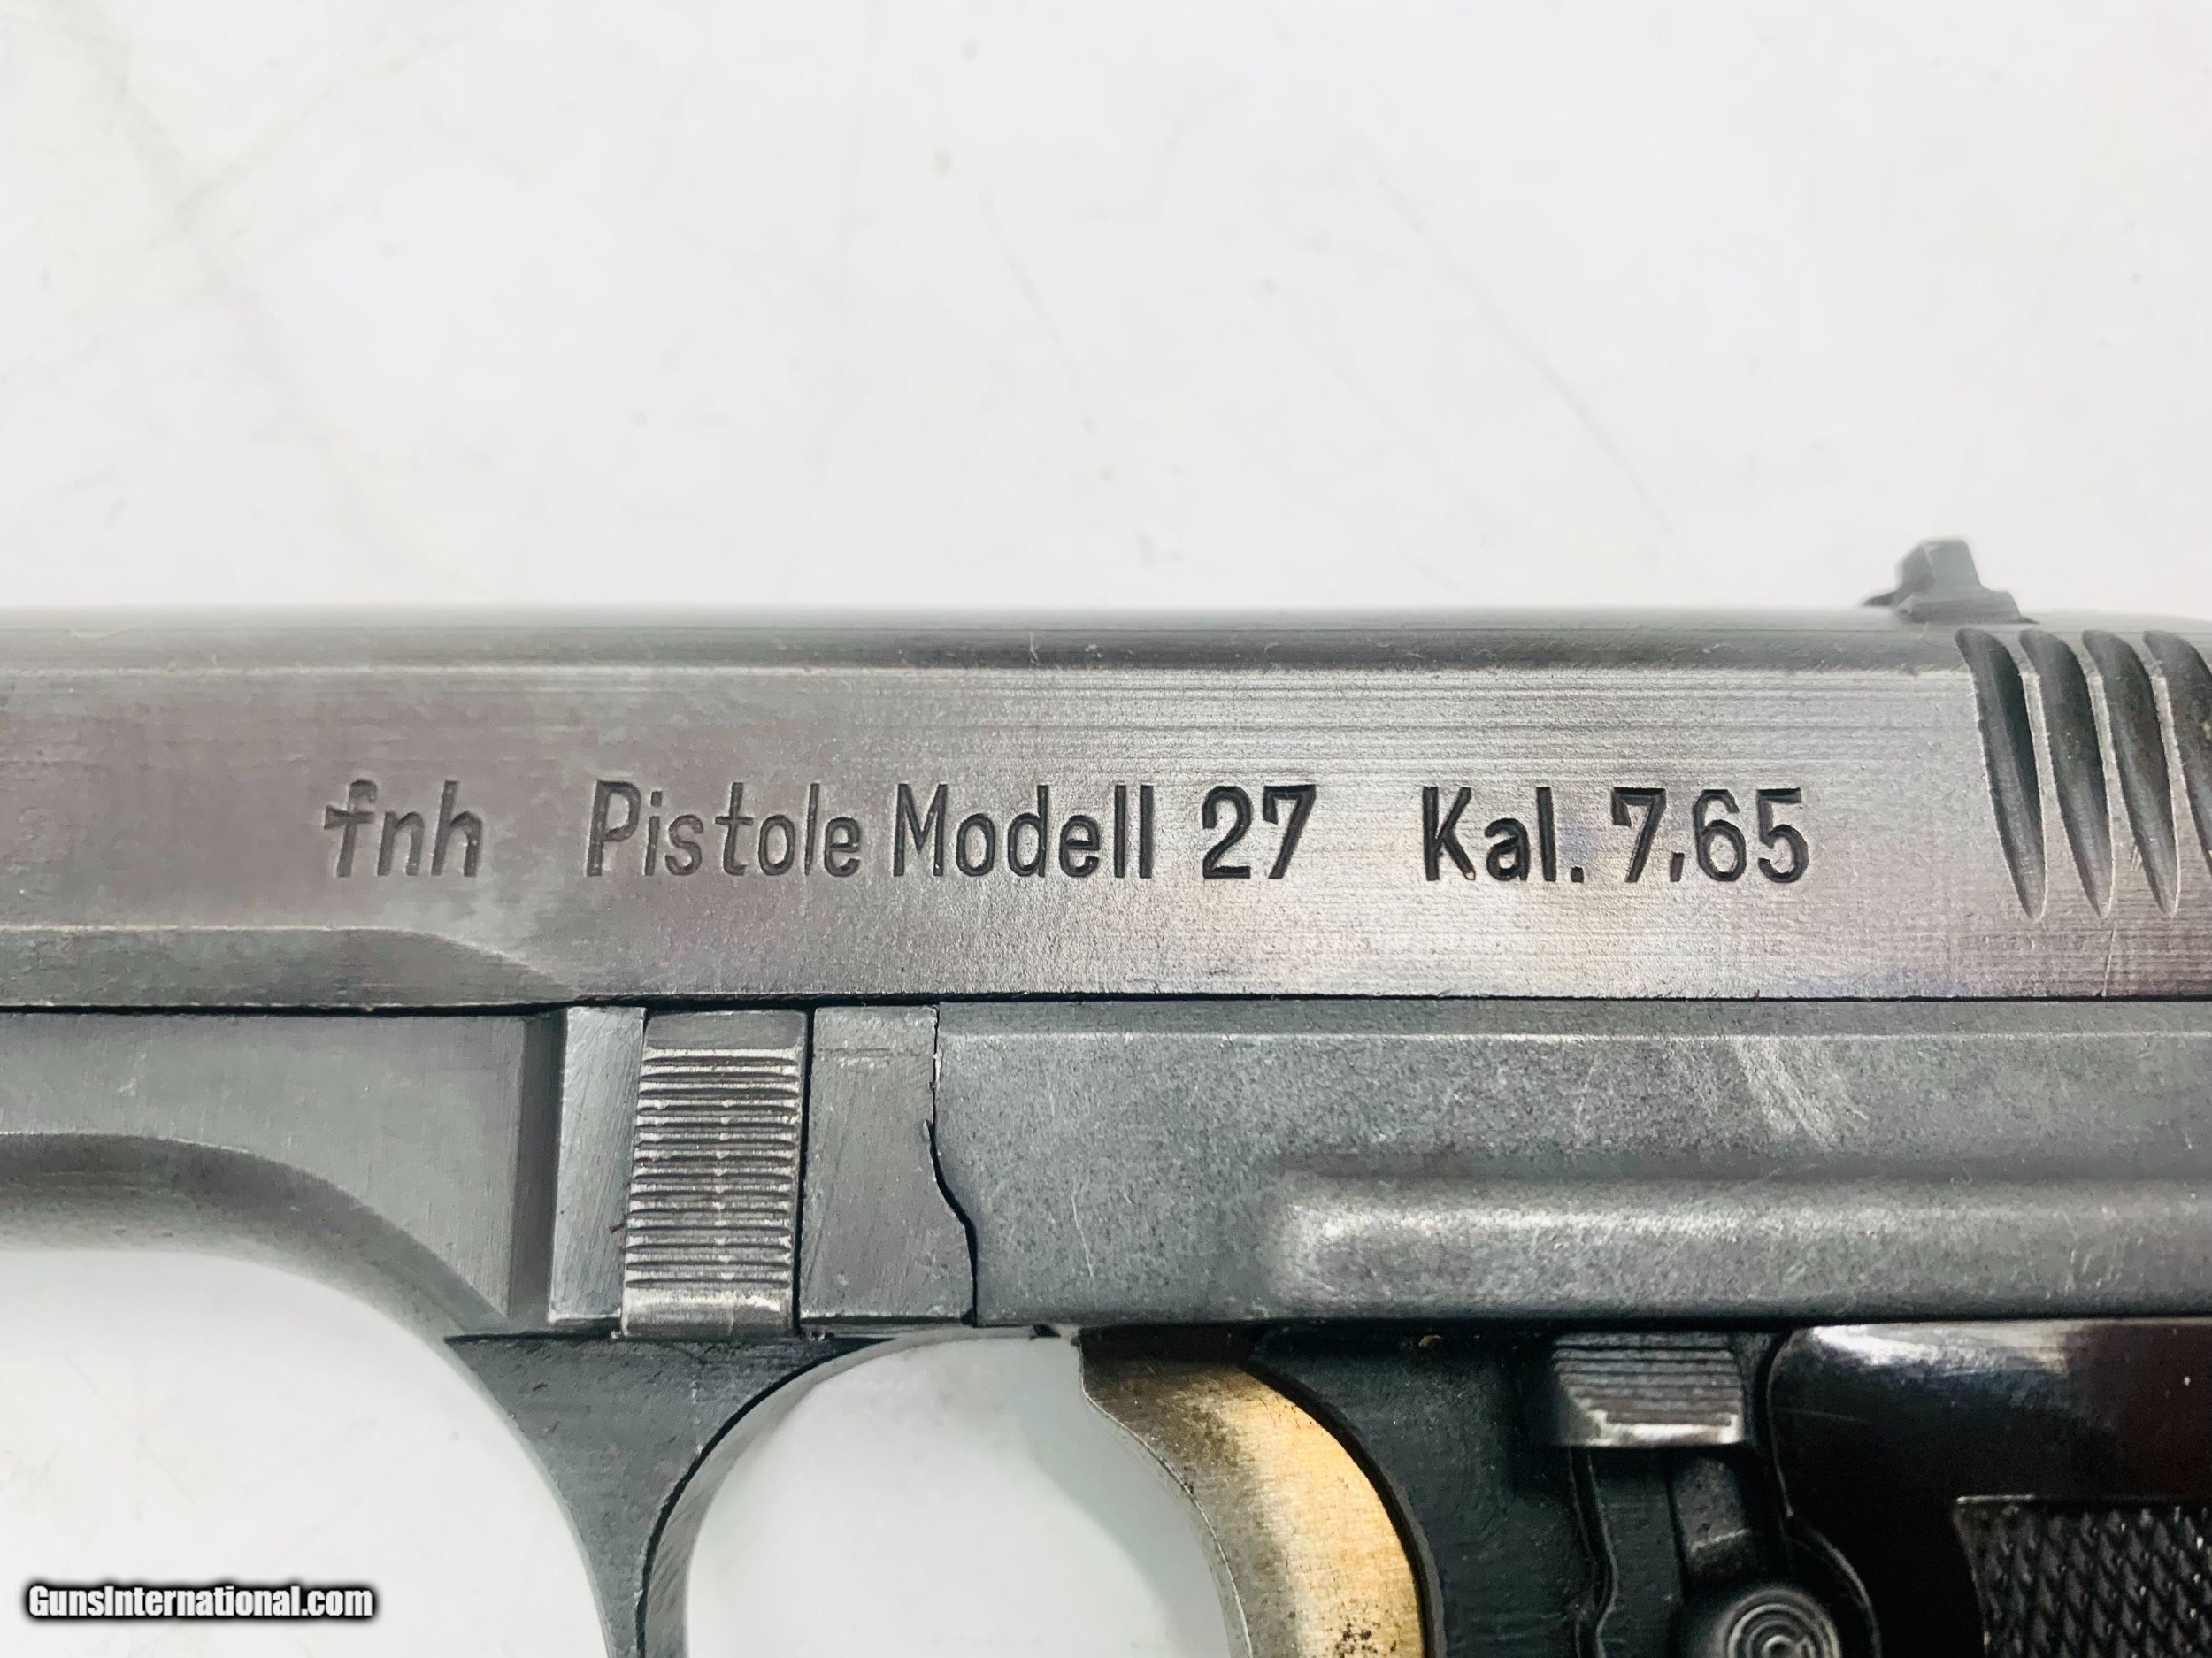 fnh Pistole Modell 27 Kal. 7,65
GunsInternational.com